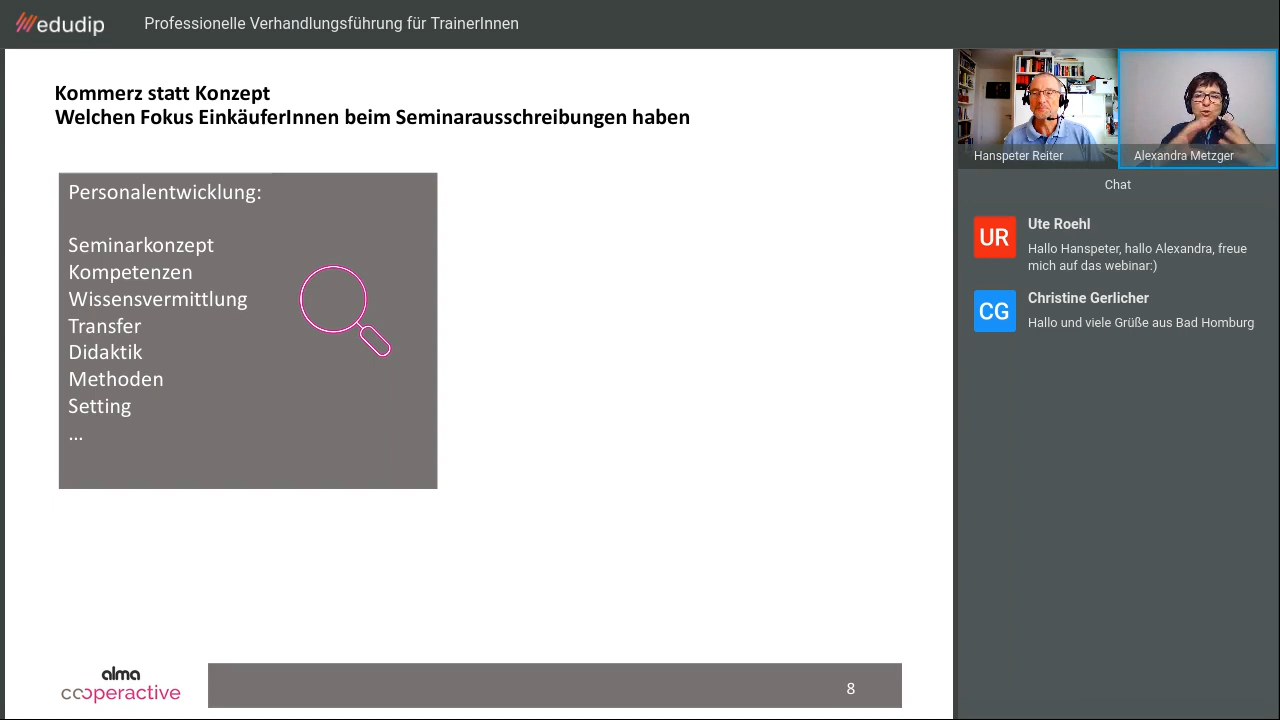 edudip
Professionelle Verhandlungsführung für TrainerInnen
Kommerz statt Konzept
Welchen Fokus EinkäuferInnen beim Seminarausschreibungen haben
Personalentwicklung:
Seminarkonzept
Kompetenzen
Wissensvermittlung
Transfer
Didaktik
Methoden
Setting
...
alma
cooperactive
8
Hanspeter Reiter
Alexandra Metzger
Chat
UR
Ute Roehl
Hallo Hanspeter, hallo Alexandra, freue
mich auf das webinar:)
CG
Christine Gerlicher
Hallo und viele Grüße aus Bad Homburg